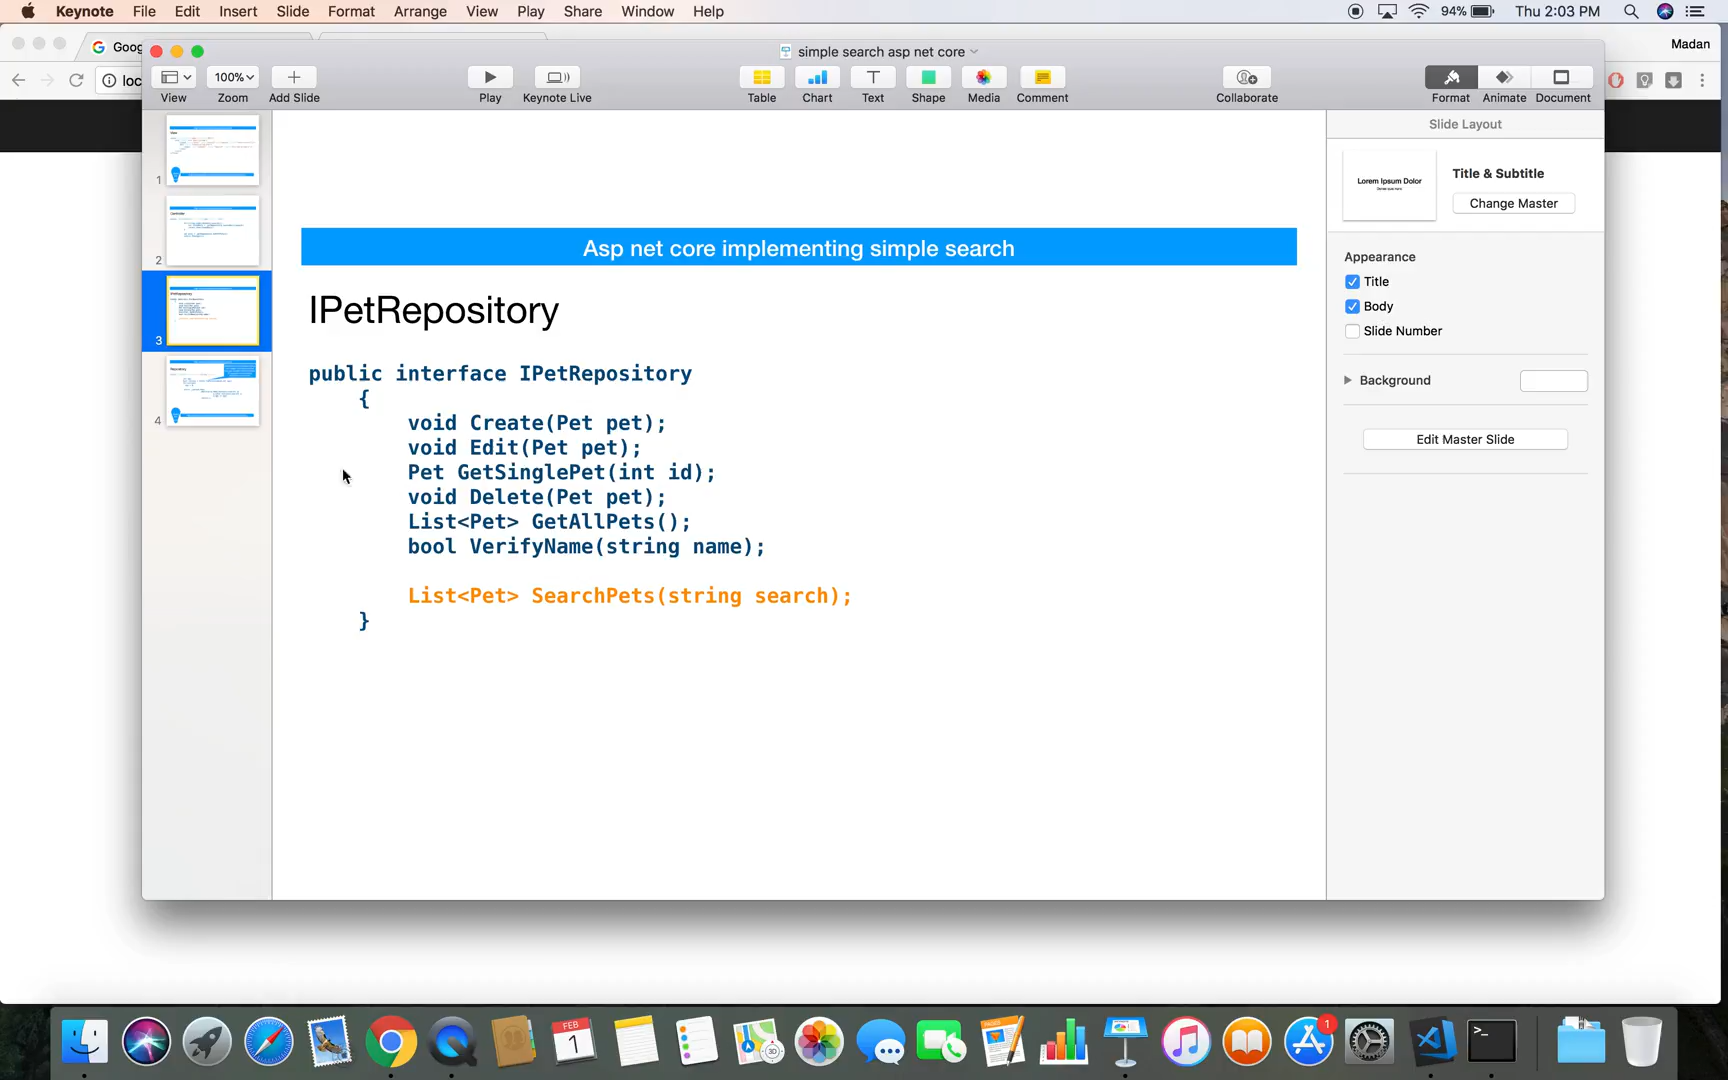 Keynote File Edit Insert Slide Format Arrange View Play Share Window Help 94% Thu 2:03 PM
Goog
Madan
simple search asp net core
loc
100%
View Zoom Add Slide Play Keynote Live Table Chart Text Shape Media Comment Collaborate Format Animate Document
Slide Layout
1
2
3
4
Asp net core implementing simple search
IPetRepository
public interface IPetRepository
{
void Create(Pet pet);
void Edit(Pet pet);
Pet GetSinglePet(int id);
void Delete(Pet pet);
List<Pet> GetAllPets();
bool VerifyName(string name);
List<Pet> SearchPets(string search);
}
Lorem Ipsum Dolor
Title & Subtitle
Change Master
Appearance
Title
Body
Slide Number
Background
Edit Master Slide
FEB
1
3D
1
>_